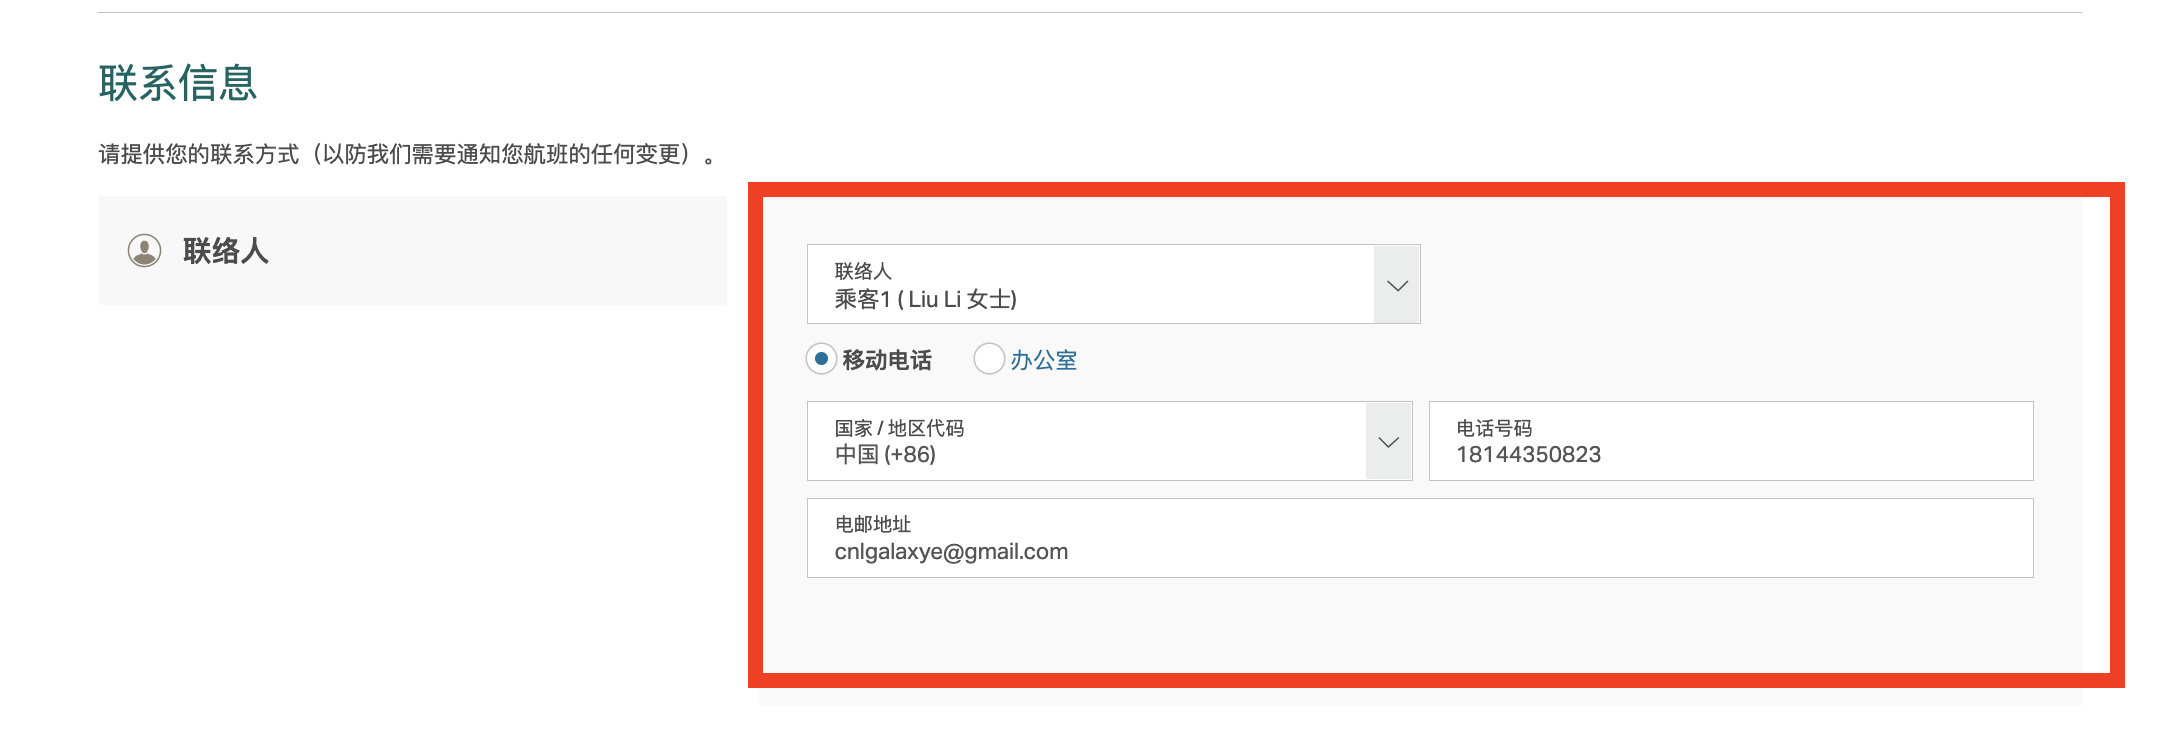 联系信息
请提供您的联系方式（以防我们需要通知您航班的任何变更）。
联络人
联络人
乘客1 ( Liu Li 女士)
移动电话 办公室
国家 / 地区代码
中国 (+86)
电话号码
18144350823
电邮地址
cnlgalaxye@gmail.com